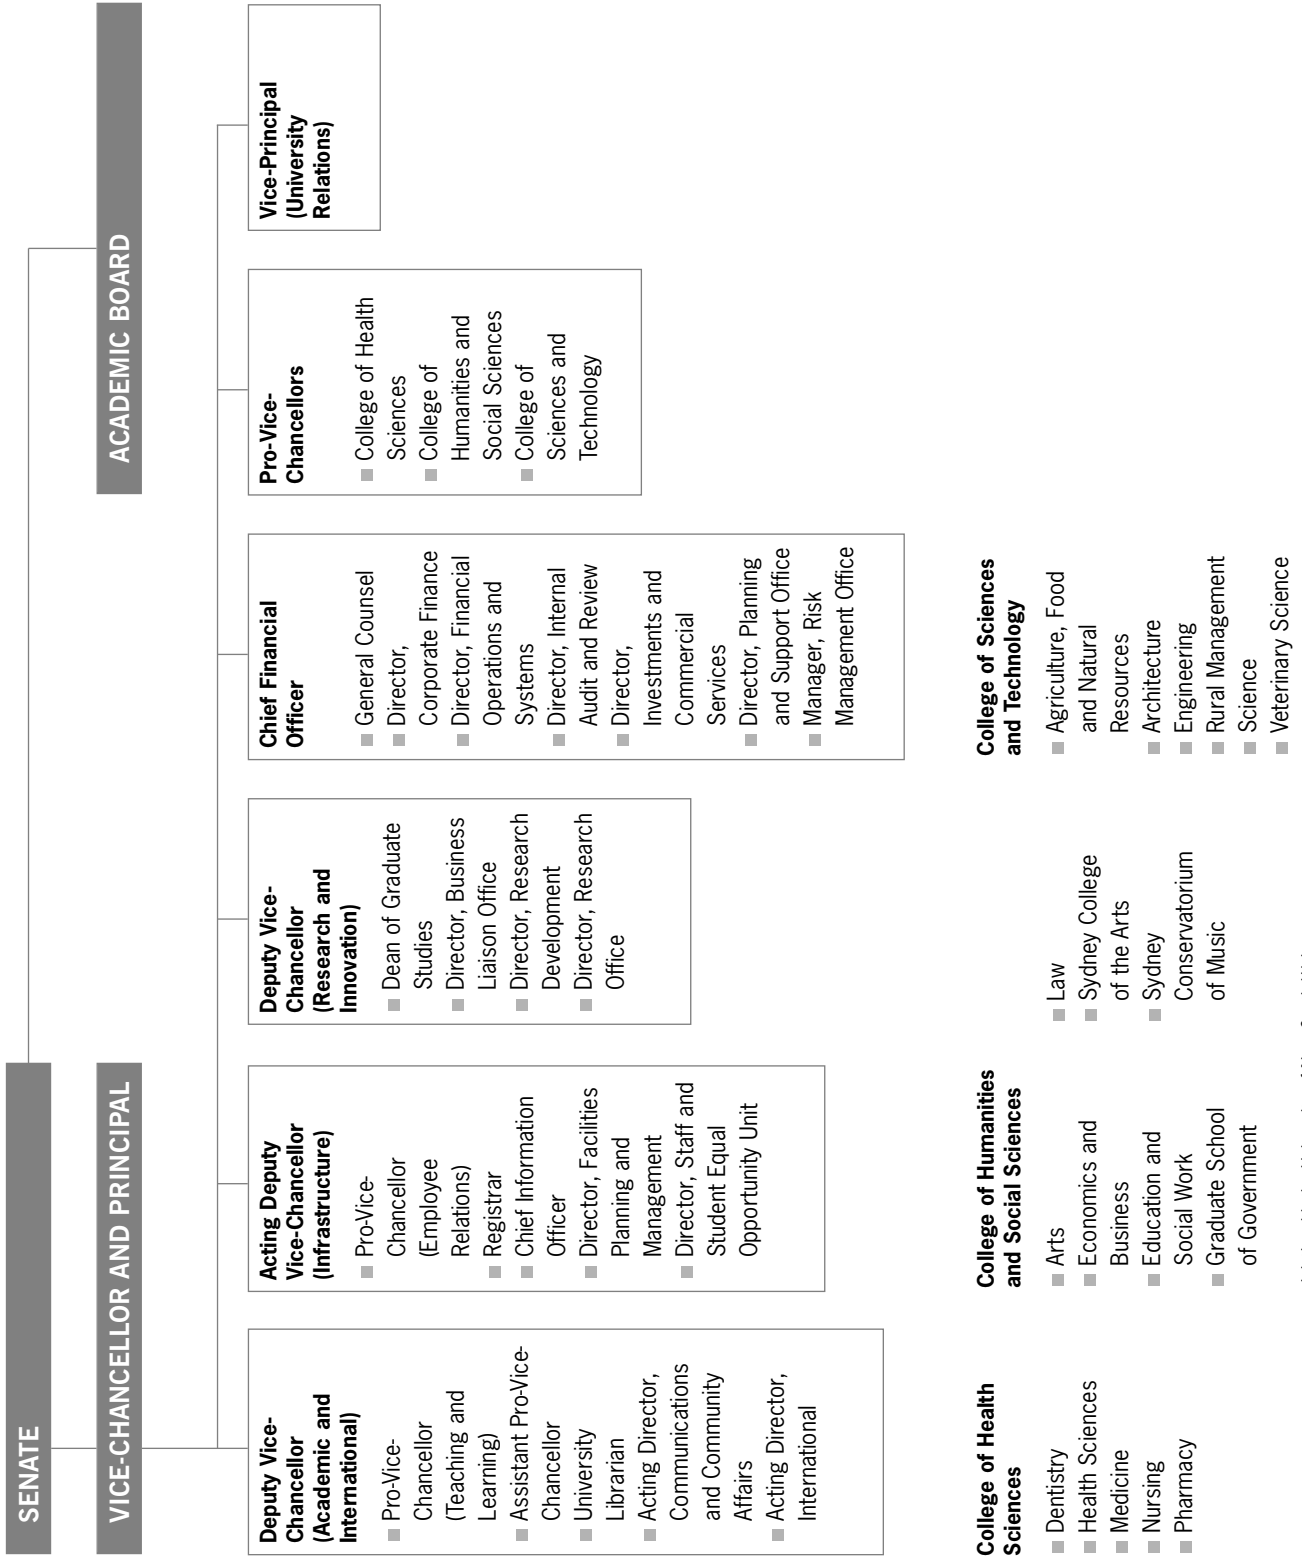 SENATE
VICE-CHANCELLOR AND PRINCIPAL
ACADEMIC BOARD
Deputy Vice-
Chancellor
(Academic and
International)
Pro-Vice-
Chancellor
(Teaching and
Learning)
Assistant Pro-Vice-
Chancellor
University
Librarian
Acting Director,
Communications
and Community
Affairs
Acting Director,
International
Acting Deputy
Vice-Chancellor
(Infrastructure)
Pro-Vice-
Chancellor
(Employee
Relations)
Registrar
Chief Information
Officer
Director, Facilities
Planning and
Management
Director, Staff and
Student Equal
Opportunity Unit
Deputy Vice-
Chancellor
(Research and
Innovation)
Dean of Graduate
Studies
Director, Business
Liaison Office
Director, Research
Development
Director, Research
Office
Chief Financial
Officer
General Counsel
Director,
Corporate Finance
Director, Financial
Operations and
Systems
Director, Internal
Audit and Review
Director,
Investments and
Commercial
Services
Director, Planning
and Support Office
Manager, Risk
Management Office
Pro-Vice-
Chancellors
College of Health
Sciences
College of
Humanities and
Social Sciences
College of
Sciences and
Technology
Vice-Principal
(University
Relations)
College of Health
Sciences
Dentistry
Health Sciences
Medicine
Nursing
Pharmacy
College of Humanities
and Social Sciences
Arts
Economics and
Business
Education and
Social Work
Graduate School
of Government
Law
Sydney College
of the Arts
Sydney
Conservatorium
of Music
College of Sciences
and Technology
Agriculture, Food
and Natural
Resources
Architecture
Engineering
Rural Management
Science
Veterinary Science